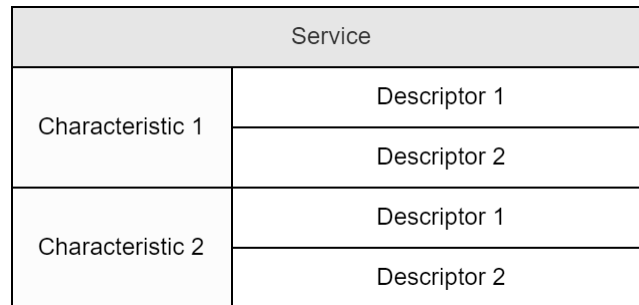 Service
Characteristic 1
Descriptor 1
Descriptor 2
Characteristic 2
Descriptor 1
Descriptor 2